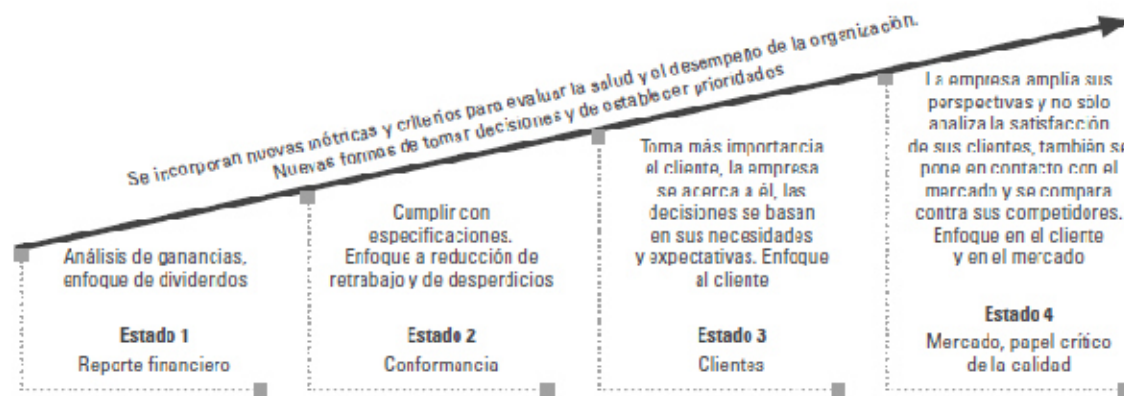 Se incorporan nuevas métricas y criterios para evaluar la salud y el desempeño de la organización.
Nuevas formas de tomar decisiones y de establecer prioridades
Análisis de ganancias,
enfoque de dividendos
Estado 1
Reporte financiero
Cumplir con
especificaciones.
Enfoque a reducción de
retrabajo y de desperdicios
Estado 2
Conformancia
Toma más importancia
el cliente, la empresa
se acerca a él, las
decisiones se basan
en sus necesidades
y expectativas. Enfoque
al cliente
Estado 3
Clientes
La empresa amplía sus
perspectivas y no sólo
analiza la satisfacción
de sus clientes, también se
pone en contacto con el
mercado y se compara
contra sus competidores.
Enfoque en el cliente
y en el mercado
Estado 4
Mercado, papel crítico
de la calidad